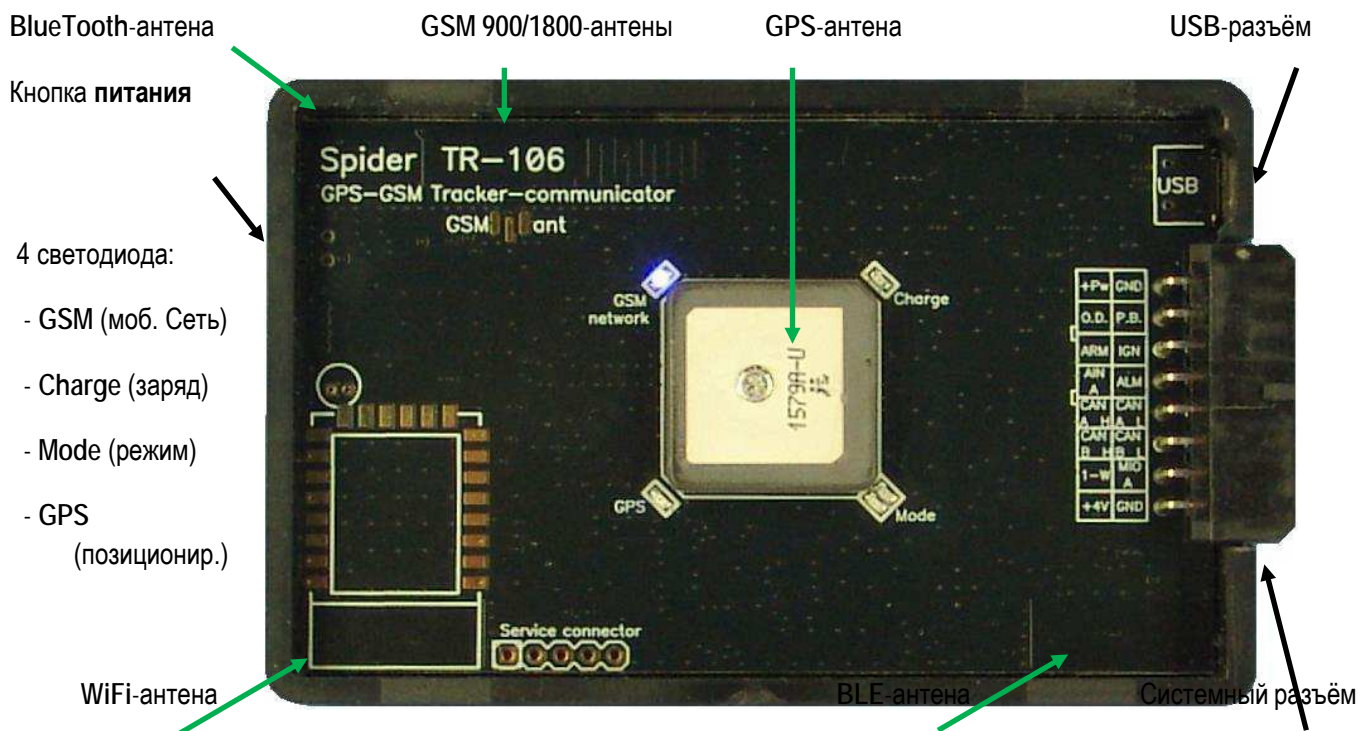 BlueTooth-антена
GSM 900/1800-антены
GPS-антена
USB-разъём
Кнопка питания
Spider TR-106
GPS-GSM Tracker-communicator
GSM ant
USB
4 светодиода:
- GSM (моб. Сеть)
- Charge (заряд)
- Mode (режим)
- GPS
(позиционир.)
GSM
network
Charge
GPS
Mode
1579A-U
+Pw GND
O.D. P.B.
ARM IGN
AIN A ALM
CAN A H CAN A L
CAN B H CAN B L
1-W MIO A
+4V GND
Service connector
WiFi-антена
BLE-антена
Системный разъём